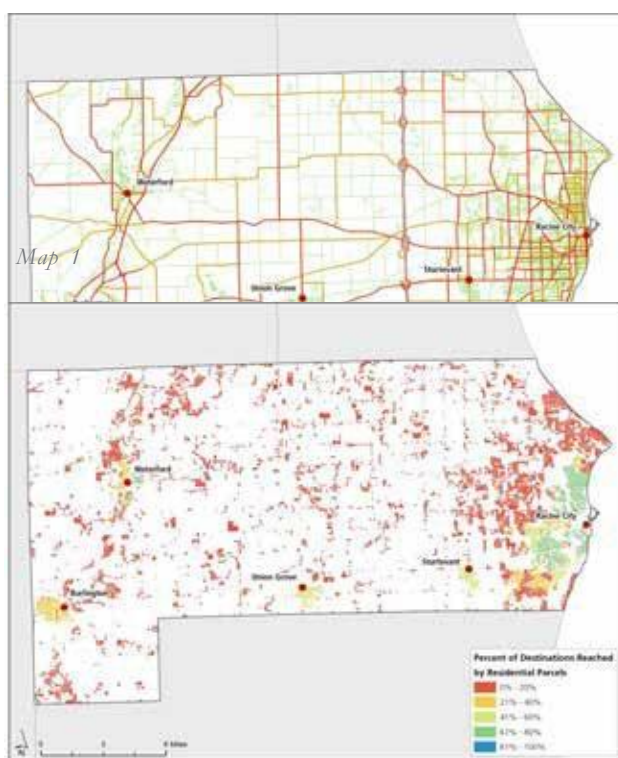 Waterford
Racine City
Map 1
Sturtevant
Union Grove
Waterford
Racine City
Sturtevant
Union Grove
Burlington
Percent of Destinations Reached
by Residential Parcels
0% - 20%
21% - 40%
41% - 60%
61% - 80%
81% - 100%
N
0
8 Miles